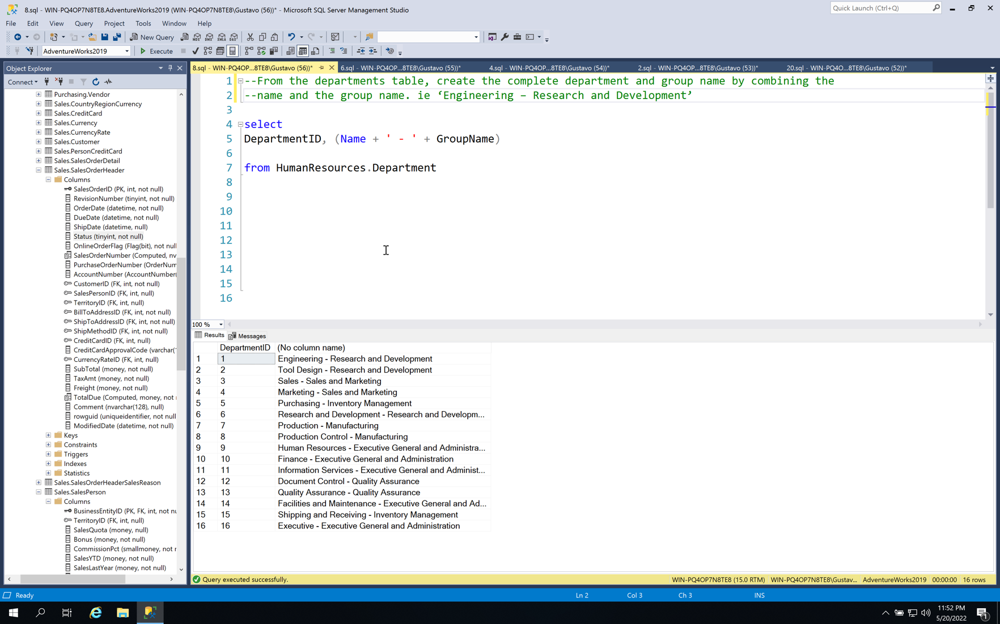 8.sql - WIN-PQ4OP7N8TE8.AdventureWorks2019 (WIN-PQ4OP7N8TE8\Gustavo (56))* - Microsoft SQL Server Management Studio
Quick Launch (Ctrl+Q)
File Edit View Query Project Tools Window Help
New Query MDX DMX XMLA DAX
AdventureWorks2019 Execute
Object Explorer
Connect
Purchasing.Vendor
Sales.CountryRegionCurrency
Sales.CreditCard
Sales.Currency
Sales.CurrencyRate
Sales.Customer
Sales.PersonCreditCard
Sales.SalesOrderDetail
Sales.SalesOrderHeader
Columns
SalesOrderID (PK, int, not null)
RevisionNumber (tinyint, not null)
OrderDate (datetime, not null)
DueDate (datetime, not null)
ShipDate (datetime, null)
Status (tinyint, not null)
OnlineOrderFlag (Flag(bit), not null
SalesOrderNumber (Computed, nv
PurchaseOrderNumber (OrderNum
AccountNumber (AccountNumber(
CustomerID (FK, int, not null)
SalesPersonID (FK, int, null)
TerritoryID (FK, int, null)
BillToAddressID (FK, int, not null)
ShipToAddressID (FK, int, not null)
ShipMethodID (FK, int, not null)
CreditCardID (FK, int, null)
CreditCardApprovalCode (varchar(
CurrencyRateID (FK, int, null)
SubTotal (money, not null)
TaxAmt (money, not null)
Freight (money, not null)
TotalDue (Computed, money, not
Comment (nvarchar(128), null)
rowguid (uniqueidentifier, not null
ModifiedDate (datetime, not null)
Keys
Constraints
Triggers
Indexes
Statistics
Sales.SalesOrderHeaderSalesReason
Sales.SalesPerson
Columns
BusinessEntityID (PK, FK, int, not nu
TerritoryID (FK, int, null)
SalesQuota (money, null)
Bonus (money, not null)
CommissionPct (smallmoney, not
SalesYTD (money, not null)
SalesLastYear (money, not null)
8.sql - WIN-PQ4OP...8TE8\Gustavo (56))* 6.sql - WIN-PQ4OP...8TE8\Gustavo (55))* 4.sql - WIN-PQ4OP...8TE8\Gustavo (54))* 2.sql - WIN-PQ4OP...8TE8\Gustavo (53))* 20.sql - WIN-PQ4OP...8TE8\Gustavo (52))*
1 --From the departments table, create the complete department and group name by combining the
2 --name and the group name. ie ‘Engineering – Research and Development’
3
4 select
5 DepartmentID, (Name + ' - ' + GroupName)
6
7 from HumanResources.Department
8
9
10
11
12
13
14
15
16
100 %
Results Messages
DepartmentID (No column name)
1 1 Engineering - Research and Development
2 2 Tool Design - Research and Development
3 3 Sales - Sales and Marketing
4 4 Marketing - Sales and Marketing
5 5 Purchasing - Inventory Management
6 6 Research and Development - Research and Developm...
7 7 Production - Manufacturing
8 8 Production Control - Manufacturing
9 9 Human Resources - Executive General and Administra...
10 10 Finance - Executive General and Administration
11 11 Information Services - Executive General and Administ...
12 12 Document Control - Quality Assurance
13 13 Quality Assurance - Quality Assurance
14 14 Facilities and Maintenance - Executive General and Ad...
15 15 Shipping and Receiving - Inventory Management
16 16 Executive - Executive General and Administration
Query executed successfully. WIN-PQ4OP7N8TE8 (15.0 RTM) WIN-PQ4OP7N8TE8\Gustav... AdventureWorks2019 00:00:00 16 rows
Ready Ln 2 Col 3 Ch 3 INS
11:52 PM
5/20/2022
1